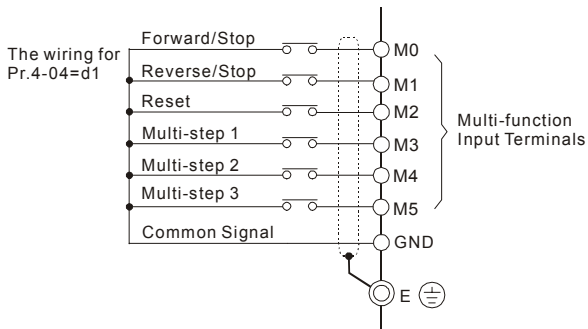 Forward/Stop
M0
The wiring for
Pr.4-04=d1
Reverse/Stop
M1
Reset
M2
Multi-step 1
M3
Multi-function
Input Terminals
Multi-step 2
M4
Multi-step 3
M5
Common Signal
GND
E